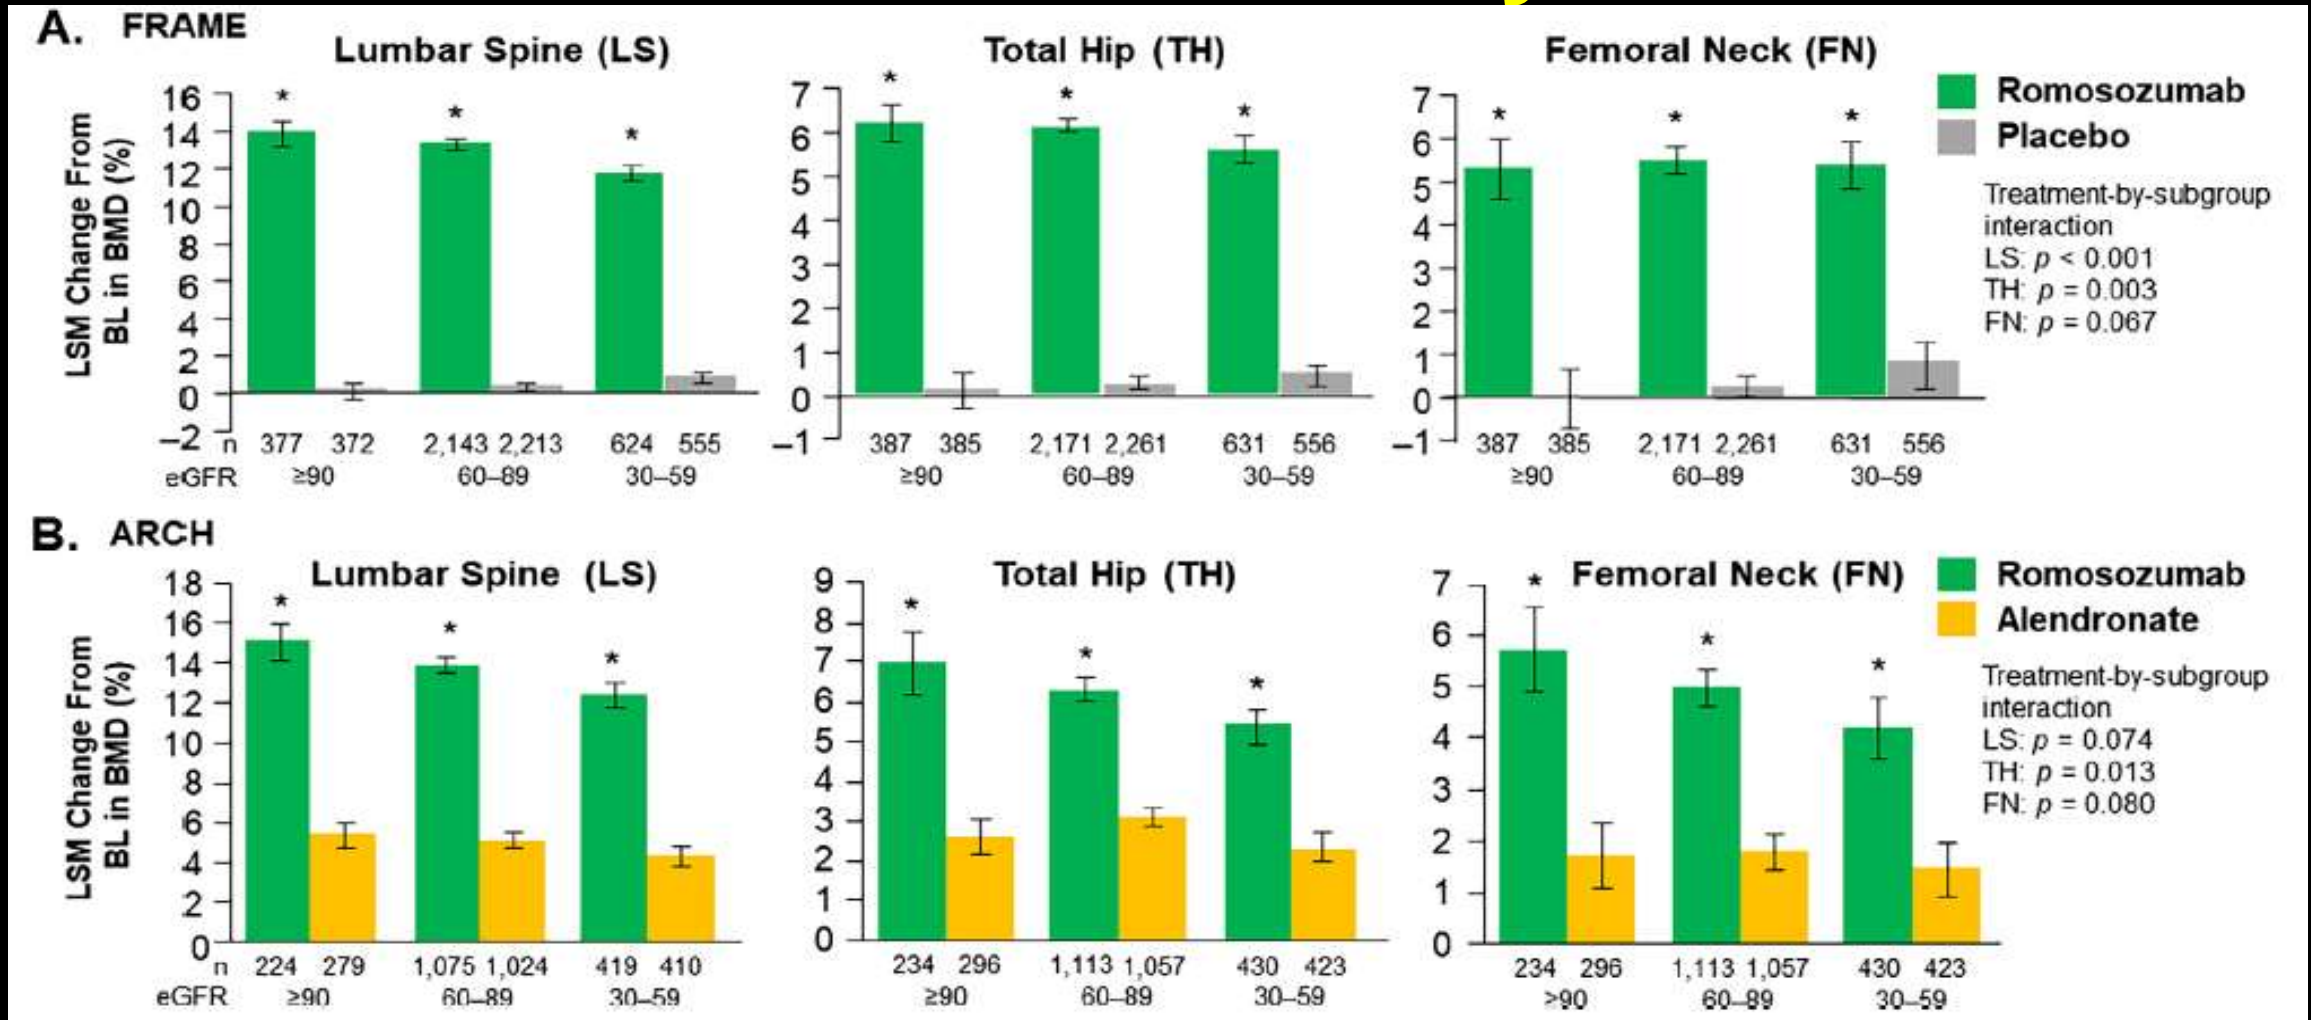 A. FRAME
Lumbar Spine (LS)
LSM Change From
BL in BMD (%)
16
14
12
10
8
6
4
2
0
–2
* * *
n 377 372 2,143 2,213 624 555
eGFR ≥90 60–89 30–59
Total Hip (TH)
7
6
5
4
3
2
1
0
–1
* * *
387 385 2,171 2,261 631 556
≥90 60–89 30–59
Femoral Neck (FN)
7
6
5
4
3
2
1
0
–1
* * *
387 385 2,171 2,261 631 556
≥90 60–89 30–59
Romosozumab
Placebo
Treatment-by-subgroup
interaction
LS: p < 0.001
TH: p = 0.003
FN: p = 0.067
B. ARCH
Lumbar Spine (LS)
LSM Change From
BL in BMD (%)
18
16
14
12
10
8
6
4
2
0
* * *
n 224 279 1,075 1,024 419 410
eGFR ≥90 60–89 30–59
Total Hip (TH)
9
8
7
6
5
4
3
2
1
0
* * *
234 296 1,113 1,057 430 423
≥90 60–89 30–59
Femoral Neck (FN)
7
6
5
4
3
2
1
0
* * *
234 296 1,113 1,057 430 423
>90 60–89 30–59
Romosozumab
Alendronate
Treatment-by-subgroup
interaction
LS: p = 0.074
TH: p = 0.013
FN: p = 0.080